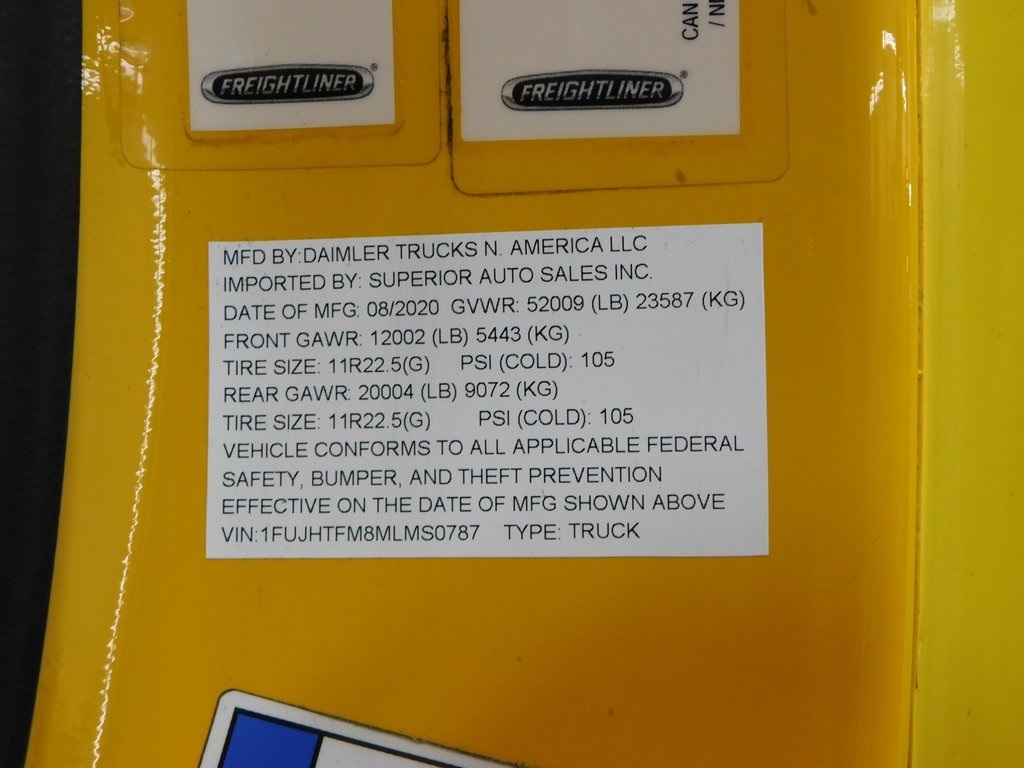 FREIGHTLINER®
FREIGHTLINER®
CAN
/ N
MFD BY:DAIMLER TRUCKS N. AMERICA LLC
IMPORTED BY: SUPERIOR AUTO SALES INC.
DATE OF MFG: 08/2020 GVWR: 52009 (LB) 23587 (KG)
FRONT GAWR: 12002 (LB) 5443 (KG)
TIRE SIZE: 11R22.5(G) PSI (COLD): 105
REAR GAWR: 20004 (LB) 9072 (KG)
TIRE SIZE: 11R22.5(G) PSI (COLD): 105
VEHICLE CONFORMS TO ALL APPLICABLE FEDERAL
SAFETY, BUMPER, AND THEFT PREVENTION
EFFECTIVE ON THE DATE OF MFG SHOWN ABOVE
VIN:1FUJHTFM8MLMS0787 TYPE: TRUCK